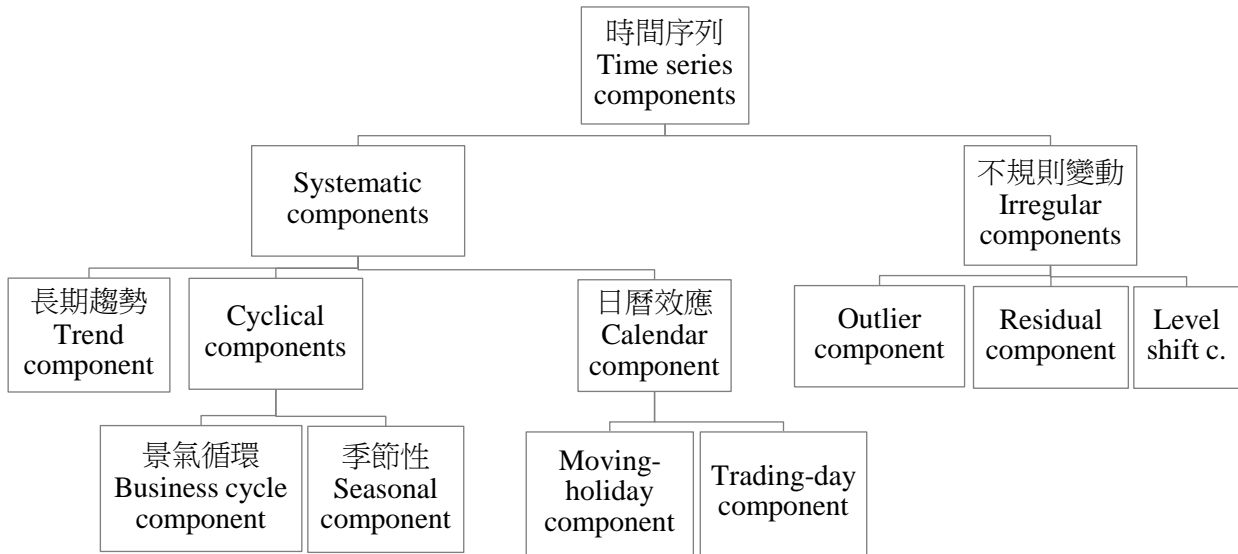 時間序列
Time series
components
Systematic
components
不規則變動
Irregular
components
長期趨勢
Trend
component
Cyclical
components
日曆效應
Calendar
component
Outlier
component
Residual
component
Level
shift c.
景氣循環
Business cycle
component
季節性
Seasonal
component
Moving-
holiday
component
Trading-day
component